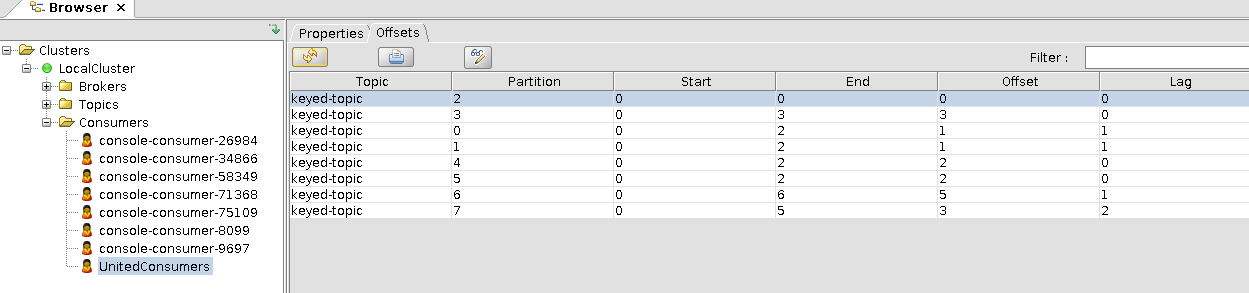 Browser ×
Properties Offsets
Filter :
Clusters
LocalCluster
Brokers
Topics
Consumers
console-consumer-26984
console-consumer-34866
console-consumer-58349
console-consumer-71368
console-consumer-75109
console-consumer-8099
console-consumer-9697
UnitedConsumers
Topic Partition Start End Offset Lag
keyed-topic 2 0 0 0 0
keyed-topic 3 0 3 3 0
keyed-topic 0 0 2 1 1
keyed-topic 1 0 2 1 1
keyed-topic 4 0 2 2 0
keyed-topic 5 0 2 2 0
keyed-topic 6 0 6 5 1
keyed-topic 7 0 5 3 2